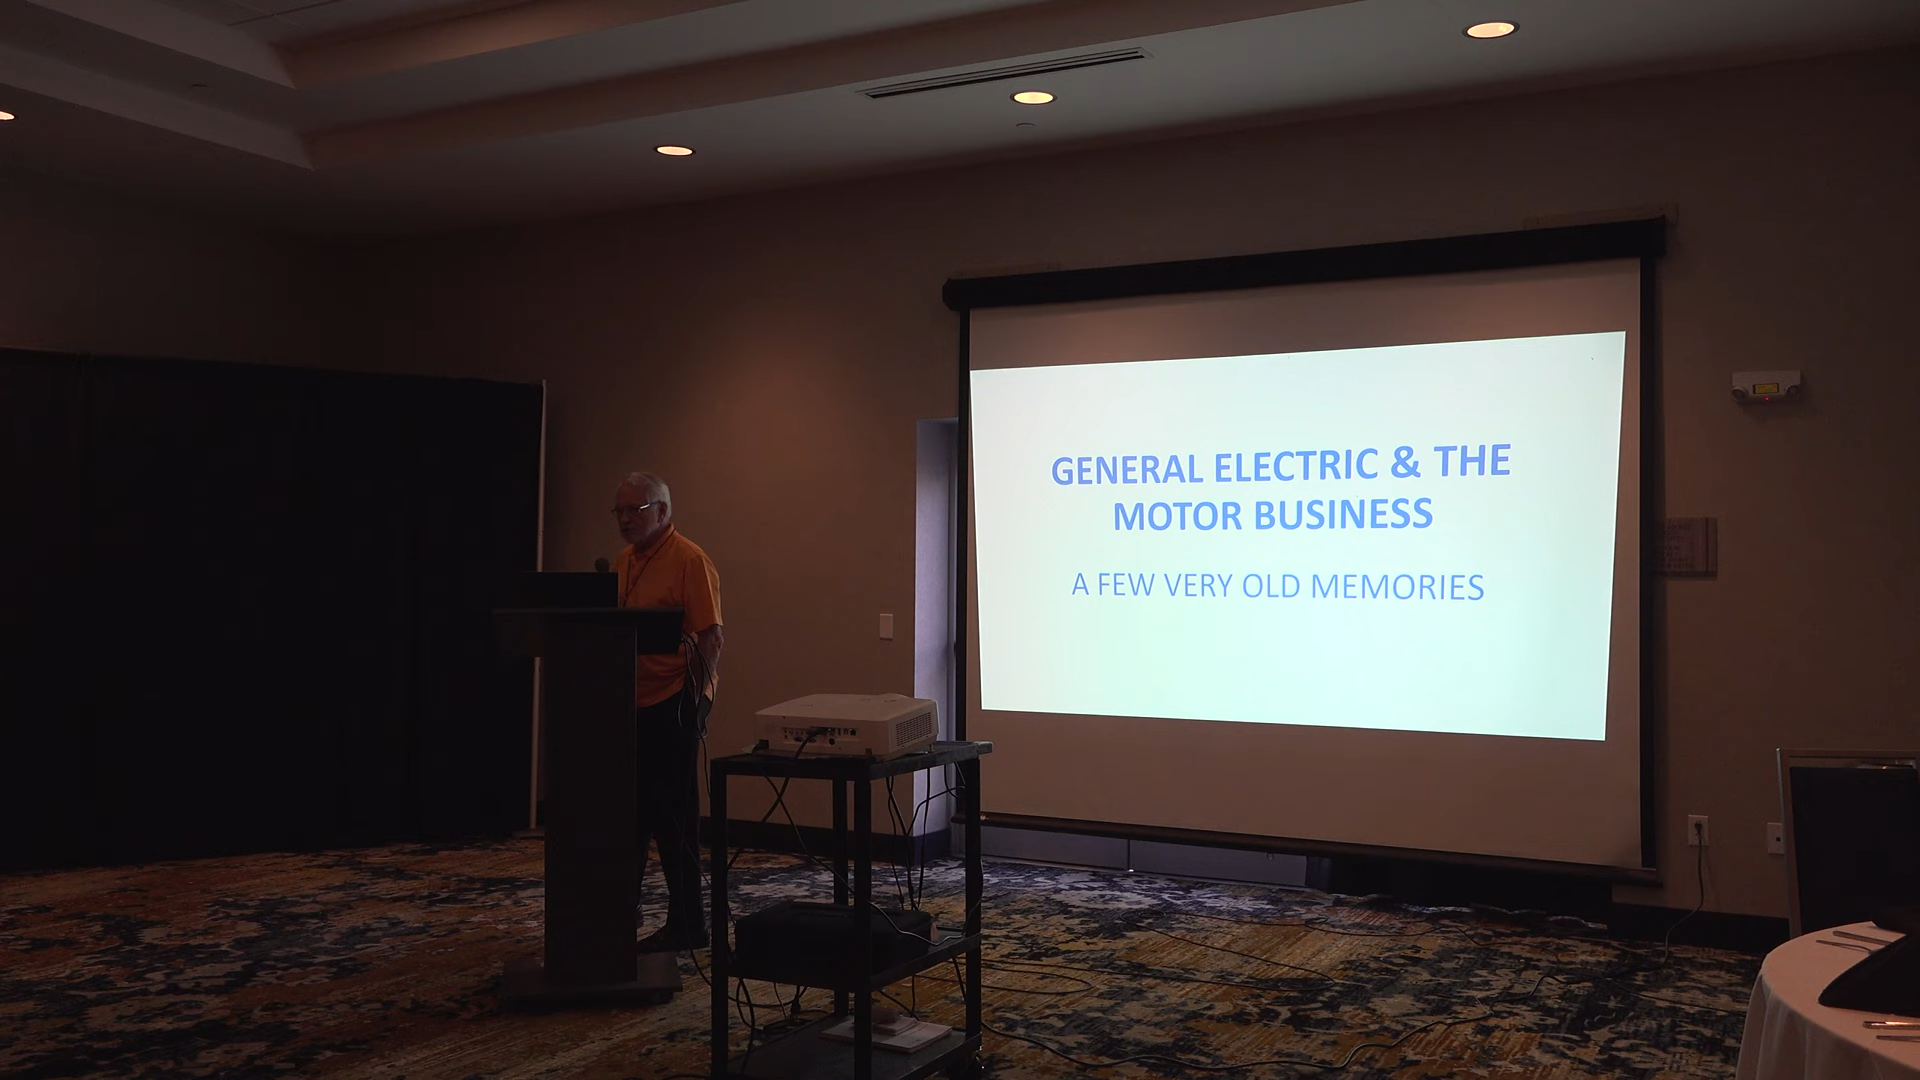 GENERAL ELECTRIC & THE
MOTOR BUSINESS
A FEW VERY OLD MEMORIES